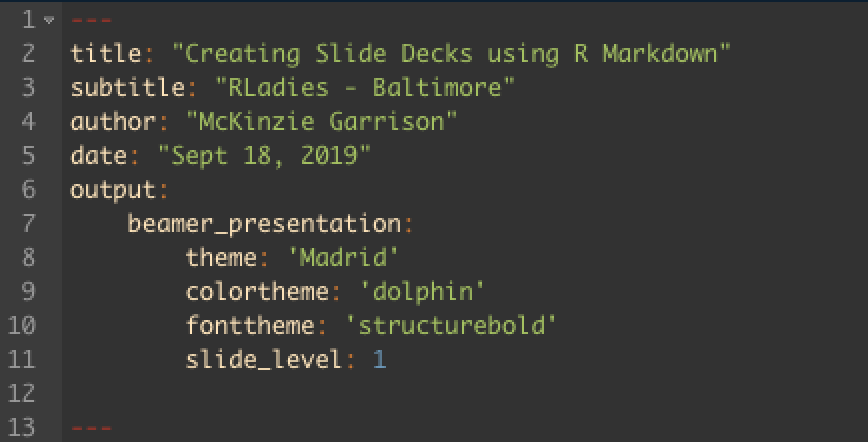 1 ---
2 title: "Creating Slide Decks using R Markdown"
3 subtitle: "RLadies - Baltimore"
4 author: "McKinzie Garrison"
5 date: "Sept 18, 2019"
6 output:
7     beamer_presentation:
8         theme: 'Madrid'
9         colortheme: 'dolphin'
10         fonttheme: 'structurebold'
11         slide_level: 1
12
13 ---